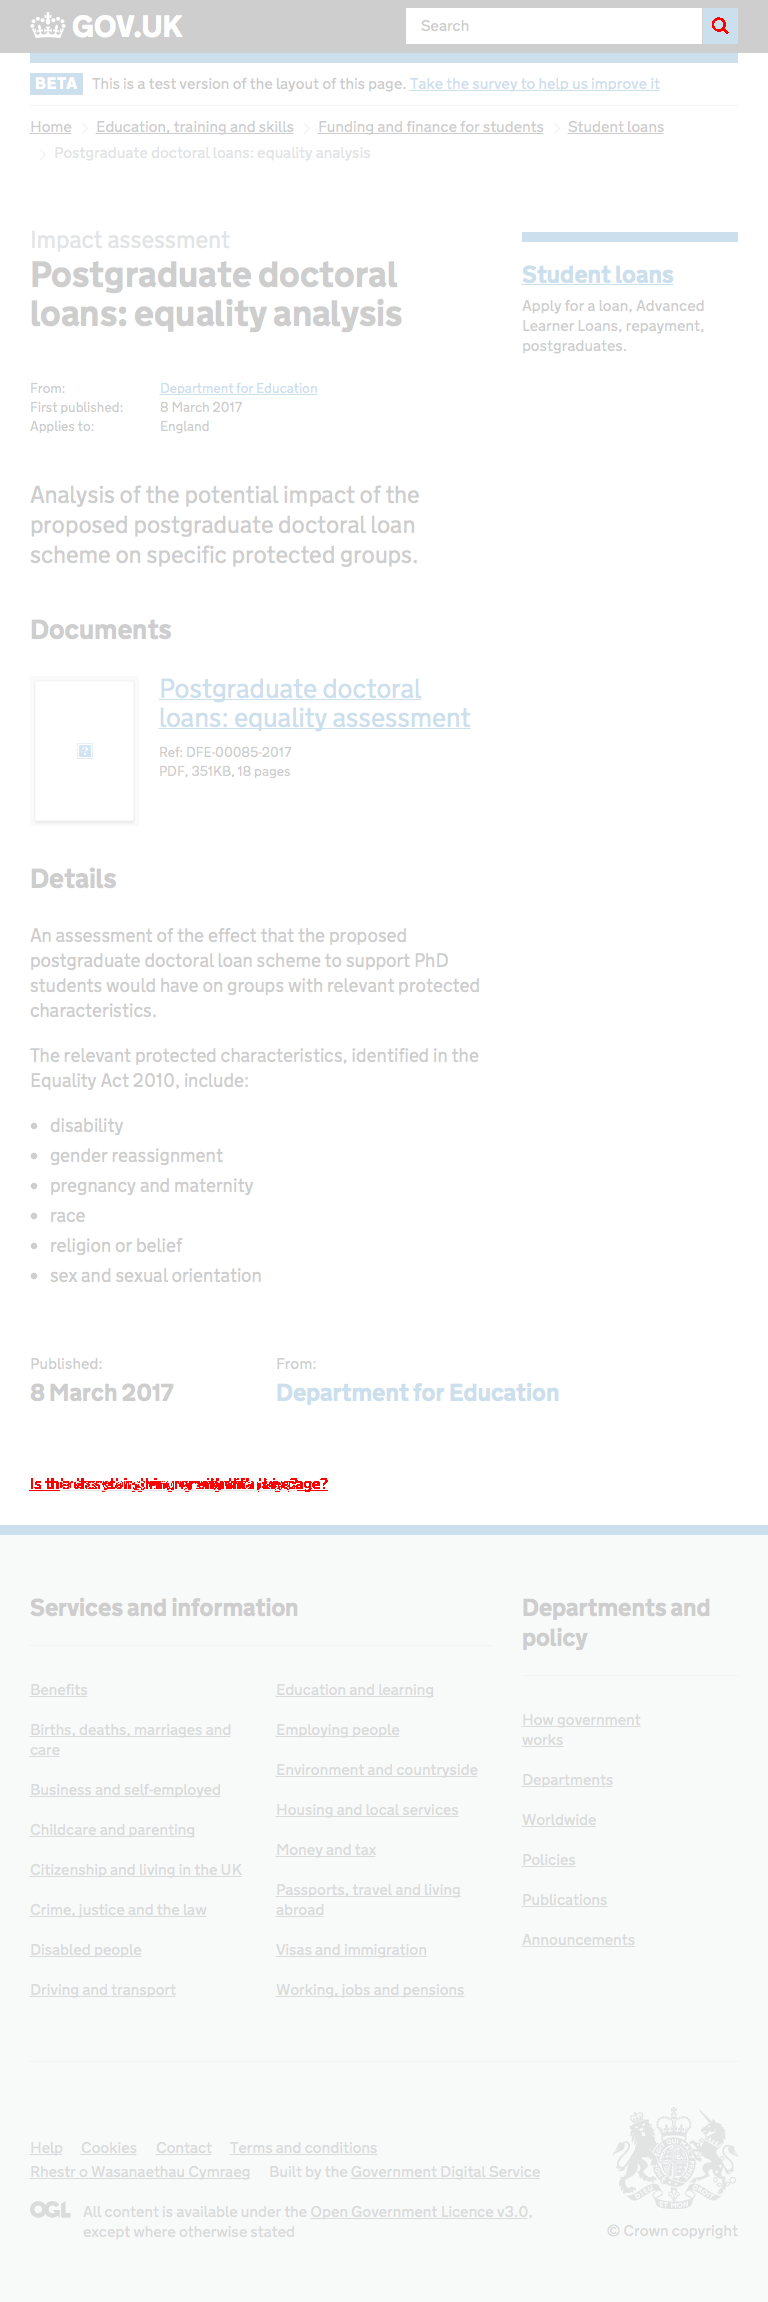 GOV.UK
Search
BETA This is a test version of the layout of this page. Take the survey to help us improve it
Home
Education, training and skills
Funding and finance for students
Student loans
Postgraduate doctoral loans: equality analysis
Impact assessment
Postgraduate doctoral
loans: equality analysis
Student loans
Apply for a loan, Advanced
Learner Loans, repayment,
postgraduates.
From: Department for Education
First published: 8 March 2017
Applies to: England
Analysis of the potential impact of the
proposed postgraduate doctoral loan
scheme on specific protected groups.
Documents
Postgraduate doctoral
loans: equality assessment
Ref: DFE-00085-2017
PDF, 351KB, 18 pages
Details
An assessment of the effect that the proposed
postgraduate doctoral loan scheme to support PhD
students would have on groups with relevant protected
characteristics.
The relevant protected characteristics, identified in the
Equality Act 2010, include:
• disability
• gender reassignment
• pregnancy and maternity
• race
• religion or belief
• sex and sexual orientation
Published: From:
8 March 2017 Department for Education
Services and information
Benefits
Births, deaths, marriages and
care
Business and self-employed
Childcare and parenting
Citizenship and living in the UK
Crime, justice and the law
Disabled people
Driving and transport
Education and learning
Employing people
Environment and countryside
Housing and local services
Money and tax
Passports, travel and living
abroad
Visas and immigration
Working, jobs and pensions
Departments and
policy
How government
works
Departments
Worldwide
Policies
Publications
Announcements
Help Cookies Contact Terms and conditions
Rhestr o Wasanaethau Cymraeg Built by the Government Digital Service
OGL All content is available under the Open Government Licence v3.0,
except where otherwise stated
© Crown copyright